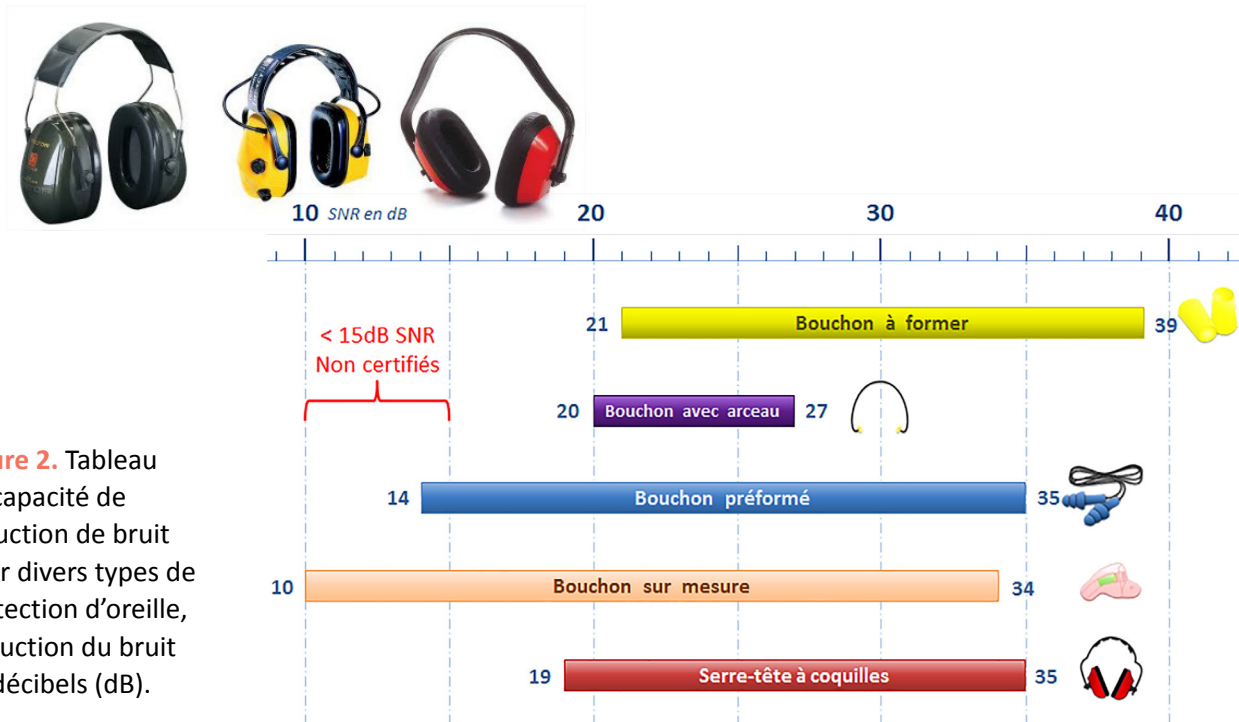 10 SNR en dB 20 30 40
21 Bouchon à former 39
< 15dB SNR
Non certifiés
20 Bouchon avec arceau 27
ure 2. Tableau
capacité de
14 Bouchon préformé 35
uction de bruit
r divers types de
tection d'oreille,
10 Bouchon sur mesure 34
uction du bruit
décibels (dB).
19 Serre-tête à coquilles 35